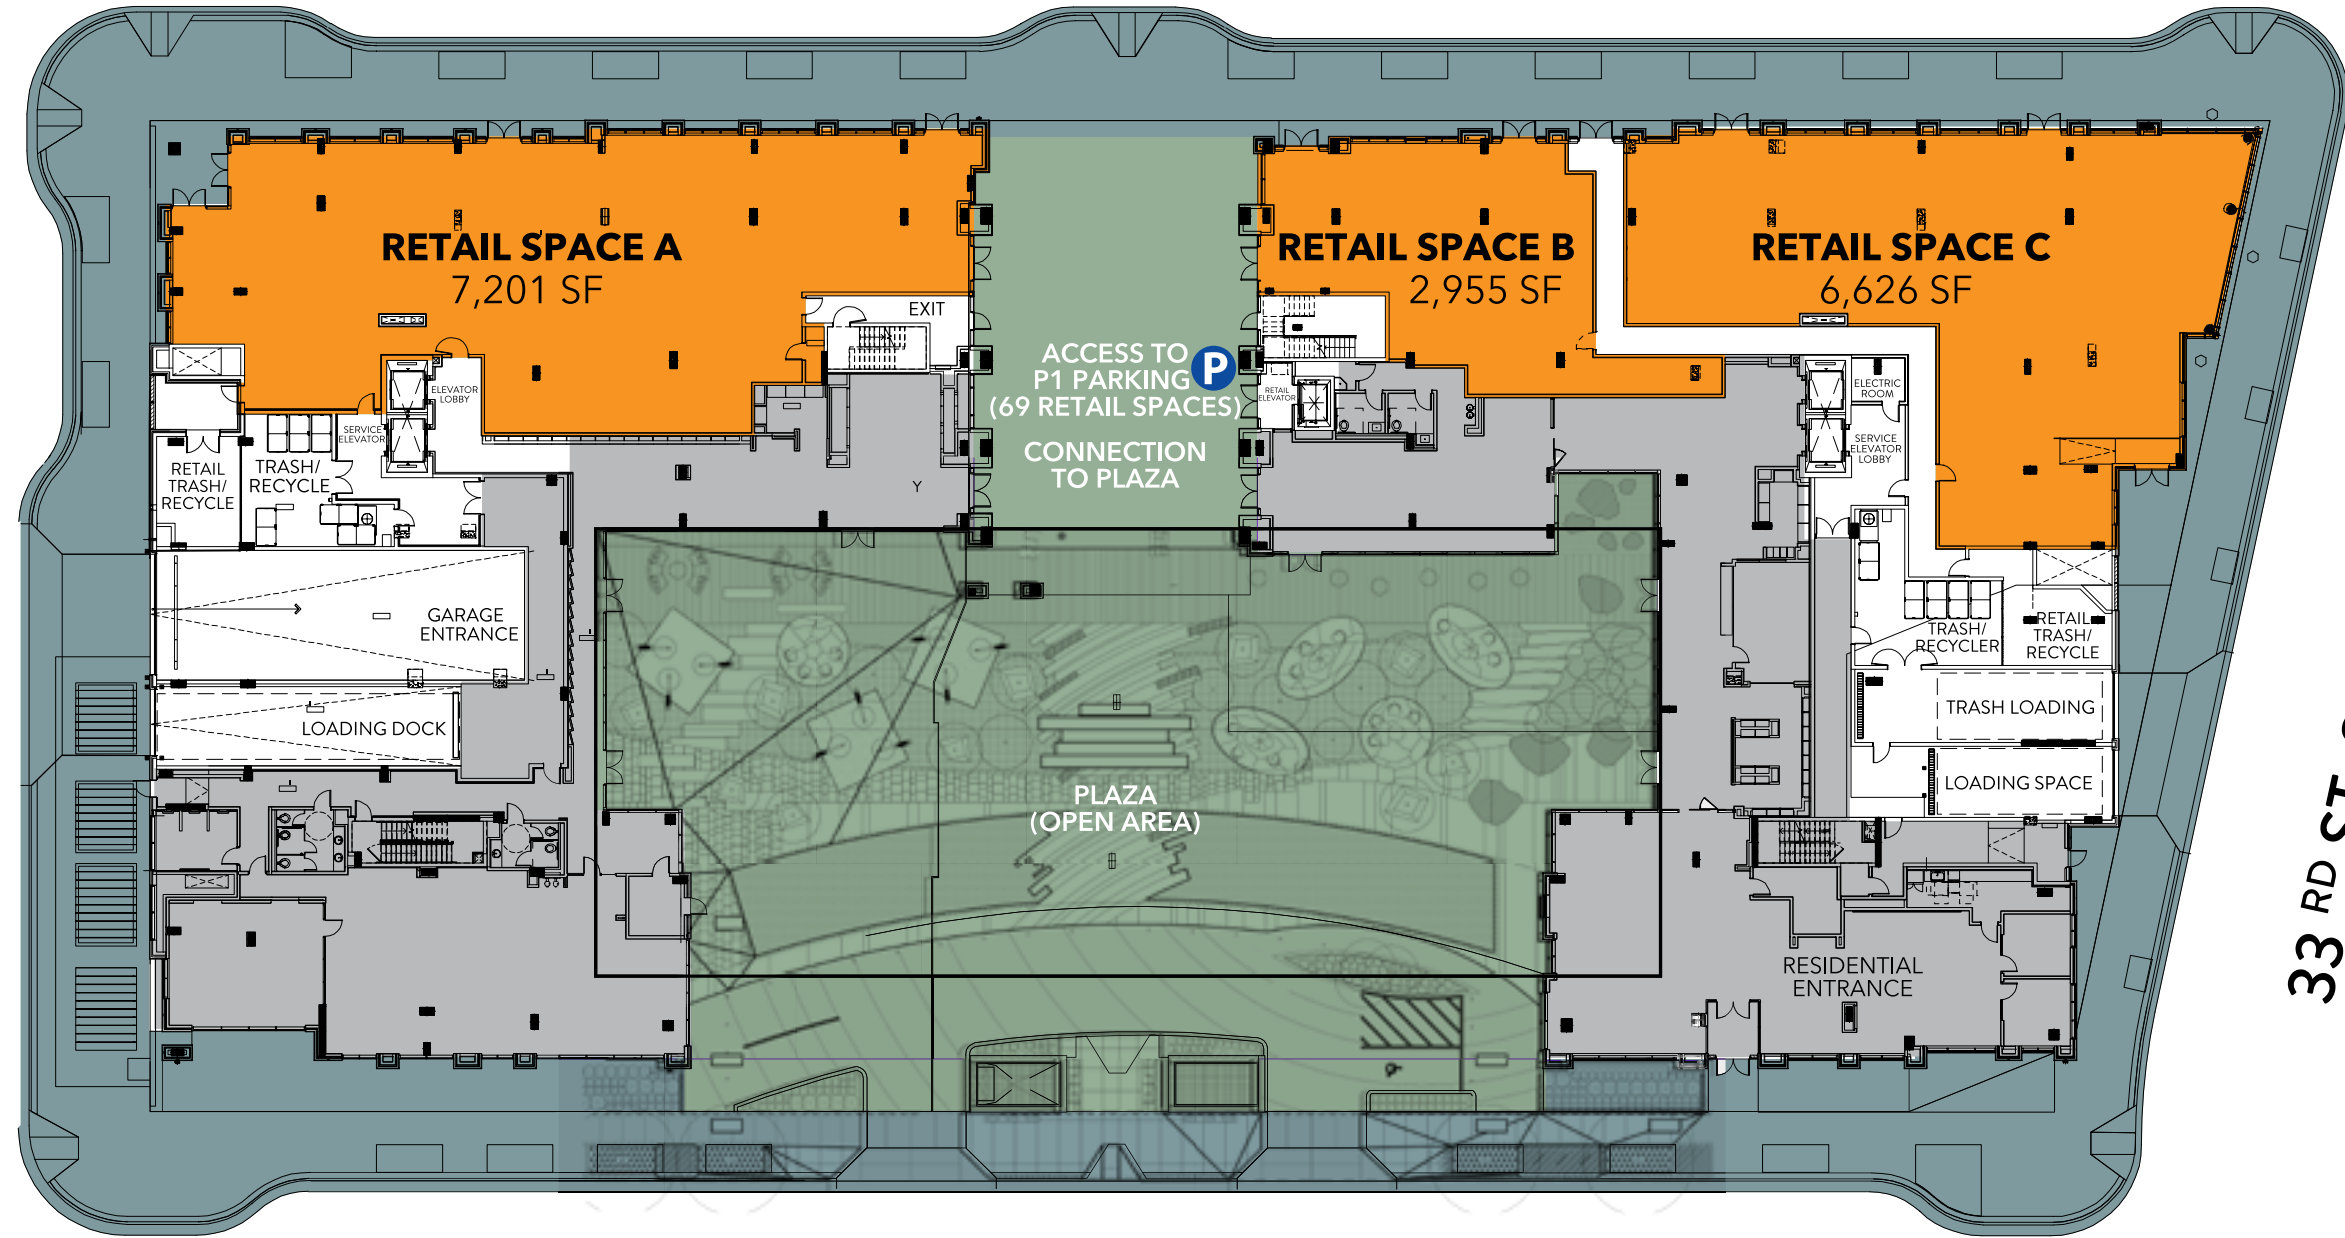 RETAIL SPACE A
7,201 SF
RETAIL SPACE B
2,955 SF
RETAIL SPACE C
6,626 SF
EXIT
ACCESS TO
P1 PARKING
(69 RETAIL SPACES)
P
CONNECTION
TO PLAZA
ELEVATOR
LOBBY
SERVICE
ELEVATOR
RETAIL
TRASH/
RECYCLE
TRASH/
RECYCLE
Y
RETAIL
ELEVATOR
ELECTRIC
ROOM
SERVICE
ELEVATOR
LOBBY
GARAGE
ENTRANCE
LOADING DOCK
TRASH/
RECYCLER
RETAIL
TRASH/
RECYCLE
TRASH LOADING
LOADING SPACE
PLAZA
(OPEN AREA)
RESIDENTIAL
ENTRANCE
33 RD ST